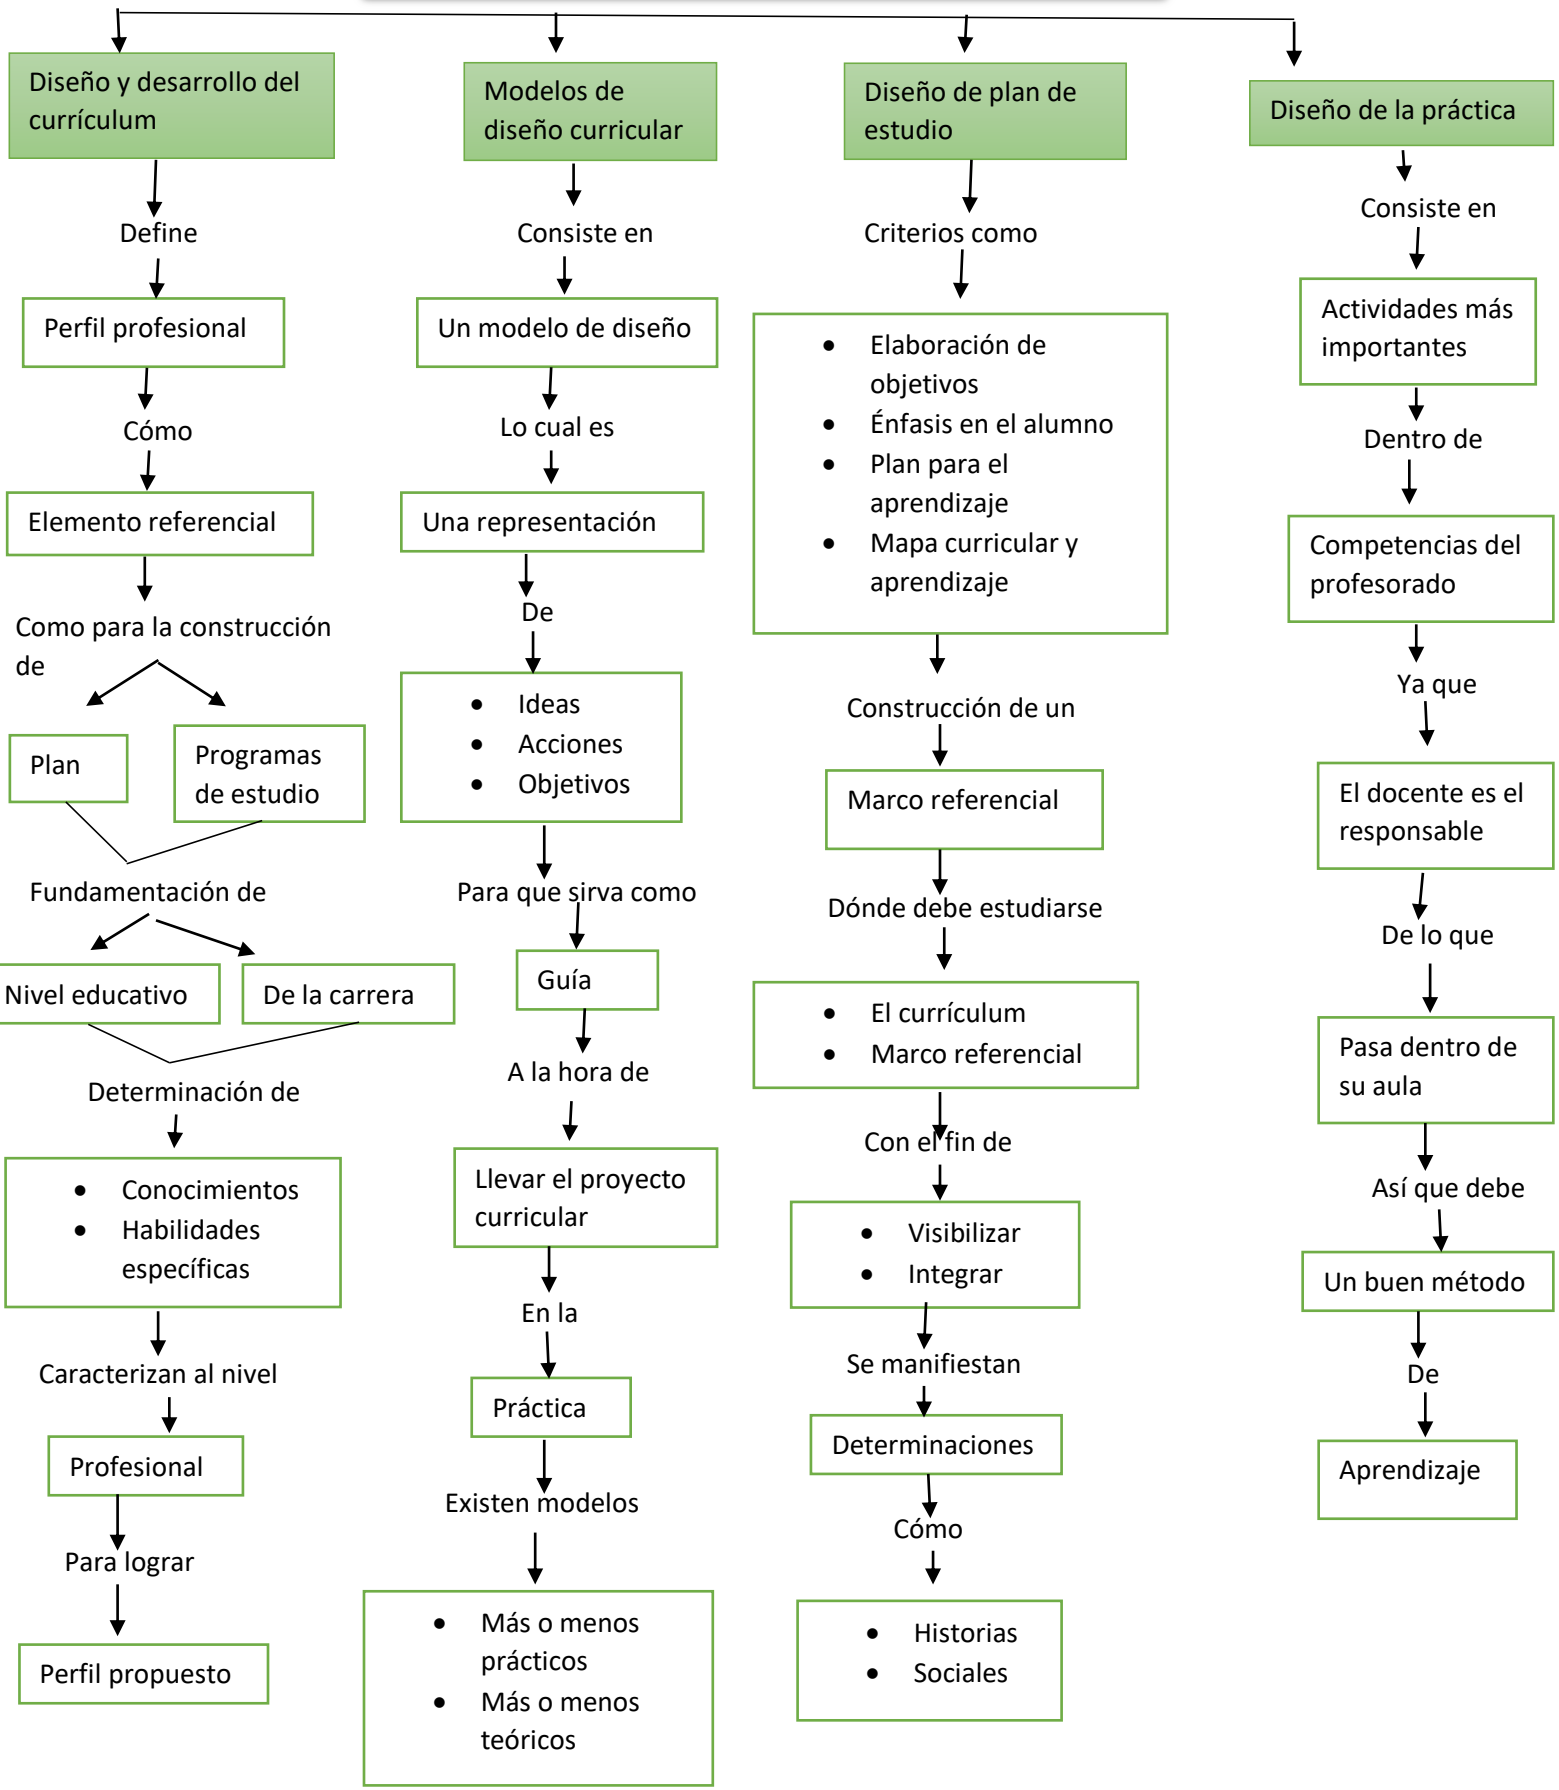 Diseño y desarrollo del
currículum
Define
Perfil profesional
Cómo
Elemento referencial
Como para la construcción
de
Plan
Programas
de estudio
Fundamentación de
Nivel educativo
De la carrera
Determinación de
• Conocimientos
• Habilidades
específicas
Caracterizan al nivel
Profesional
Para lograr
Perfil propuesto
Modelos de
diseño curricular
Consiste en
Un modelo de diseño
Lo cual es
Una representación
De
• Ideas
• Acciones
• Objetivos
Para que sirva como
Guía
A la hora de
Llevar el proyecto
curricular
En la
Práctica
Existen modelos
• Más o menos
prácticos
• Más o menos
teóricos
Diseño de plan de
estudio
Criterios como
• Elaboración de
objetivos
• Énfasis en el alumno
• Plan para el
aprendizaje
• Mapa curricular y
aprendizaje
Construcción de un
Marco referencial
Dónde debe estudiarse
• El currículum
• Marco referencial
Con el fin de
• Visibilizar
• Integrar
Se manifiestan
Determinaciones
Cómo
• Historias
• Sociales
Diseño de la práctica
Consiste en
Actividades más
importantes
Dentro de
Competencias del
profesorado
Ya que
El docente es el
responsable
De lo que
Pasa dentro de
su aula
Así que debe
Un buen método
De
Aprendizaje